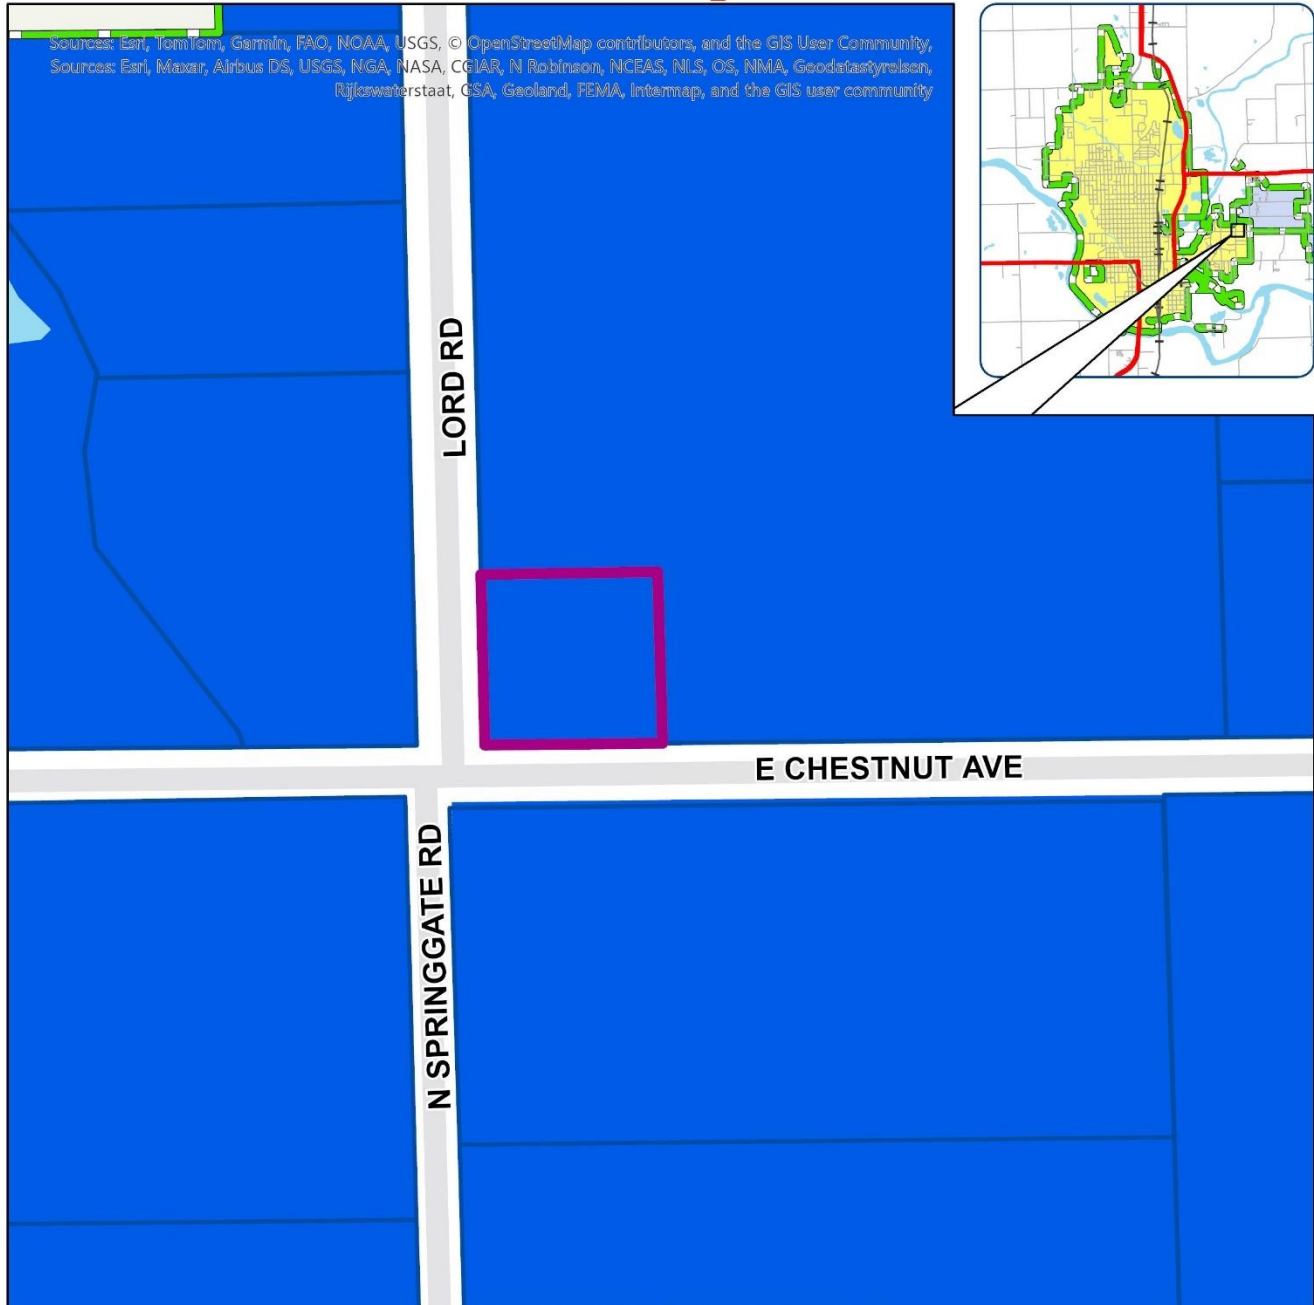 Sources: Esri, TomTom, Garmin, FAO, NOAA, USGS, © OpenStreetMap contributors, and the GIS User Community,
Sources: Esri, Maxar, Airbus DS, USGS, NGA, NASA, CGIAR, N Robinson, NCEAS, NLS, OS, NMA, Geodatastyrelsen,
Rijkswaterstaat, GSA, Geoland, FEMA, Intermap, and the GIS user community
LORD RD
E CHESTNUT AVE
N SPRINGGATE RD